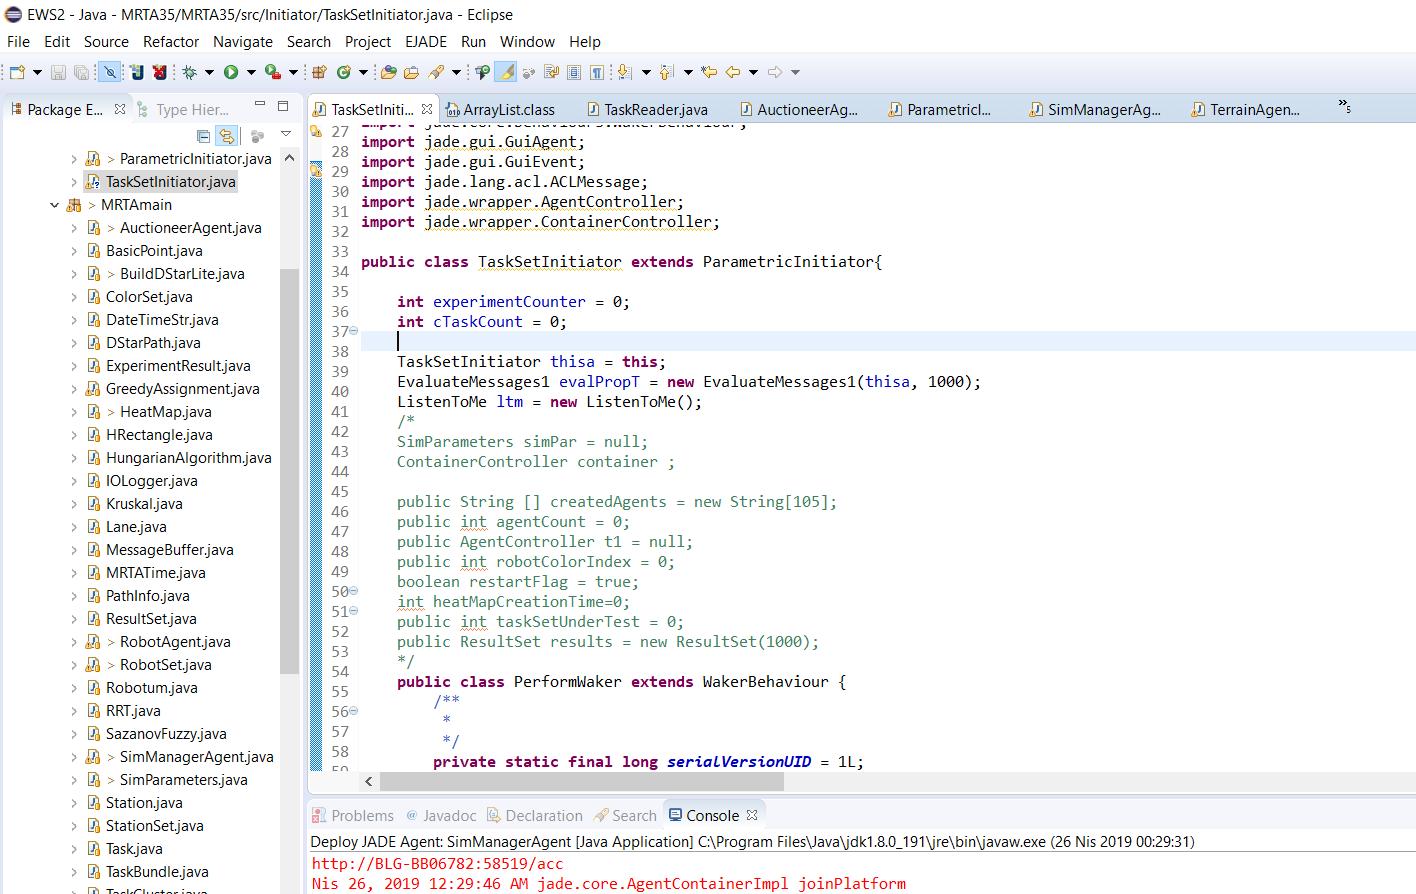 EWS2 - Java - MRTA35/MRTA35/src/Initiator/TaskSetInitiator.java - Eclipse
File Edit Source Refactor Navigate Search Project EJADE Run Window Help
Package E... Type Hier...
> ParametricInitiator.java
TaskSetInitiator.java
> MRTAmain
> AuctioneerAgent.java
BasicPoint.java
> BuildDStarLite.java
ColorSet.java
DateTimeStr.java
DStarPath.java
ExperimentResult.java
GreedyAssignment.java
> HeatMap.java
HRectangle.java
HungarianAlgorithm.java
IOLogger.java
Kruskal.java
Lane.java
MessageBuffer.java
MRTATime.java
PathInfo.java
ResultSet.java
> RobotAgent.java
> RobotSet.java
Robotum.java
RRT.java
SazanovFuzzy.java
> SimManagerAgent.java
> SimParameters.java
Station.java
StationSet.java
Task.java
TaskBundle.java
TaskCluster.java
TaskSetIniti... ArrayList.class TaskReader.java AuctioneerAg... ParametricI... SimManagerAg... TerrainAgen... »5
27 import jade.core.behaviours.WakerBehaviour;
28 import jade.gui.GuiAgent;
29 import jade.gui.GuiEvent;
30 import jade.lang.acl.ACLMessage;
31 import jade.wrapper.AgentController;
32 import jade.wrapper.ContainerController;
33
34 public class TaskSetInitiator extends ParametricInitiator{
35
36 int experimentCounter = 0;
37 int cTaskCount = 0;
38
39 TaskSetInitiator thisa = this;
40 EvaluateMessages1 evalPropT = new EvaluateMessages1(thisa, 1000);
41 ListenToMe ltm = new ListenToMe();
42 /*
43 SimParameters simPar = null;
44 ContainerController container ;
45
46 public String [] createdAgents = new String[105];
47 public int agentCount = 0;
48 public AgentController t1 = null;
49 public int robotColorIndex = 0;
50 boolean restartFlag = true;
51 int heatMapCreationTime=0;
52 public int taskSetUnderTest = 0;
53 public ResultSet results = new ResultSet(1000);
54 */
55 public class PerformWaker extends WakerBehaviour {
56 /**
57 *
58 */
59 private static final long serialVersionUID = 1L;
Problems @ Javadoc Declaration Search Console
Deploy JADE Agent: SimManagerAgent [Java Application] C:\Program Files\Java\jdk1.8.0_191\jre\bin\javaw.exe (26 Nis 2019 00:29:31)
http://BLG-BB06782:58519/acc
Nis 26, 2019 12:29:46 AM jade.core.AgentContainerImpl joinPlatform